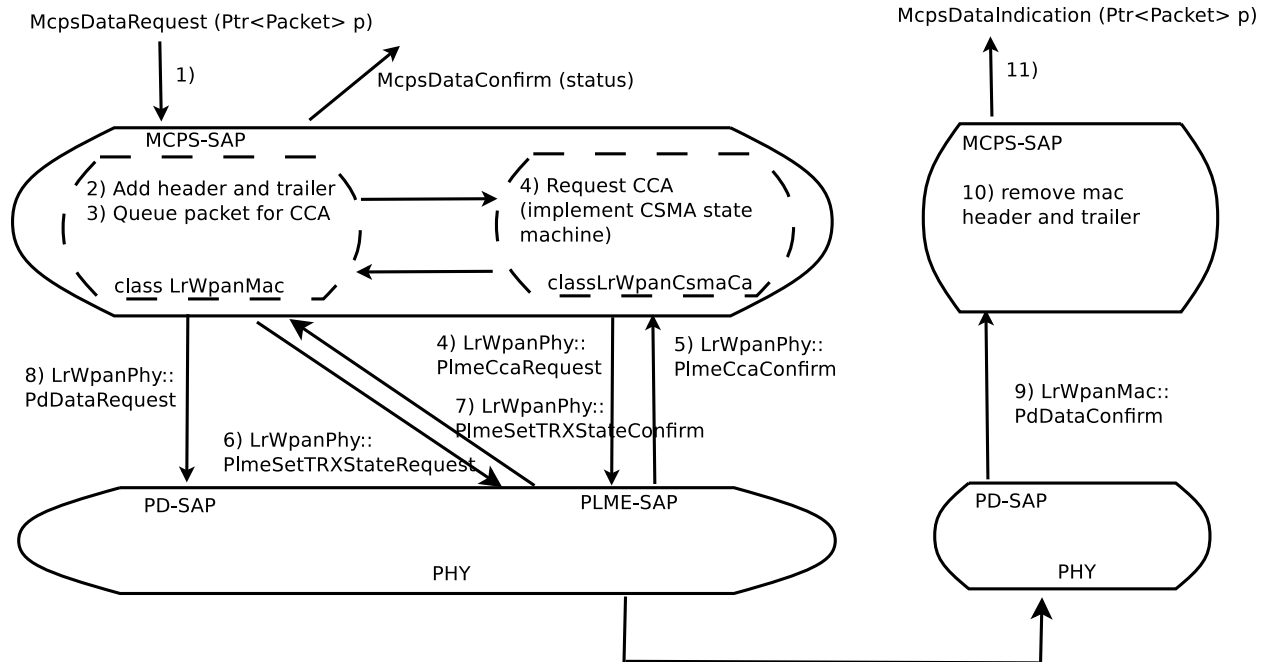 McpsDataRequest (Ptr<Packet> p)
1)
McpsDataConfirm (status)
MCPS-SAP
2) Add header and trailer
3) Queue packet for CCA
class LrWpanMac
4) Request CCA
(implement CSMA state
machine)
classLrWpanCsmaCa
8) LrWpanPhy::
PdDataRequest
6) LrWpanPhy::
PlmeSetTRXStateRequest
4) LrWpanPhy::
PlmeCcaRequest
7) LrWpanPhy::
PlmeSetTRXStateConfirm
5) LrWpanPhy::
PlmeCcaConfirm
PD-SAP
PLME-SAP
PHY
McpsDataIndication (Ptr<Packet> p)
11)
MCPS-SAP
10) remove mac
header and trailer
9) LrWpanMac::
PdDataConfirm
PD-SAP
PHY